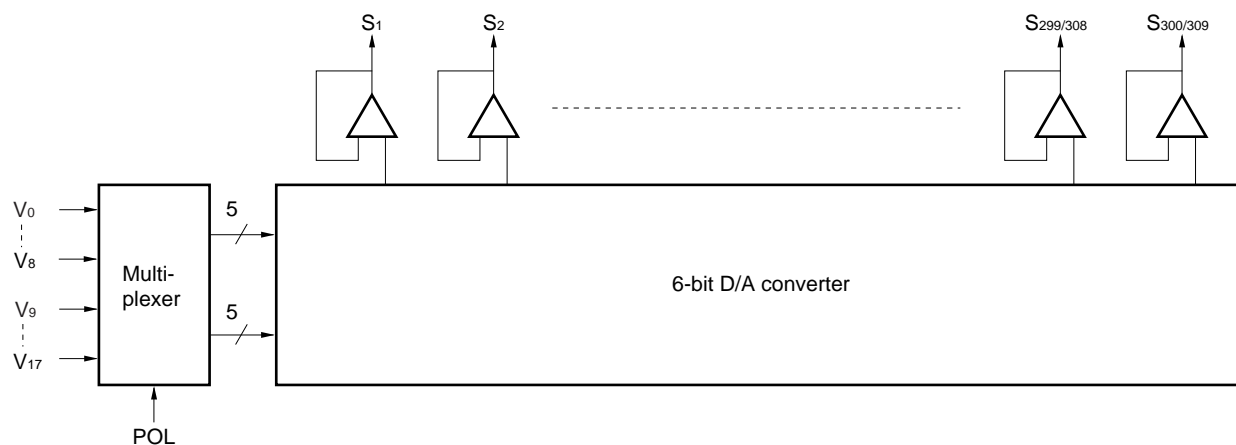 S1
S2
S299/308
S300/309
V0
V8
V9
V17
Multi-
plexer
POL
5
5
6-bit D/A converter